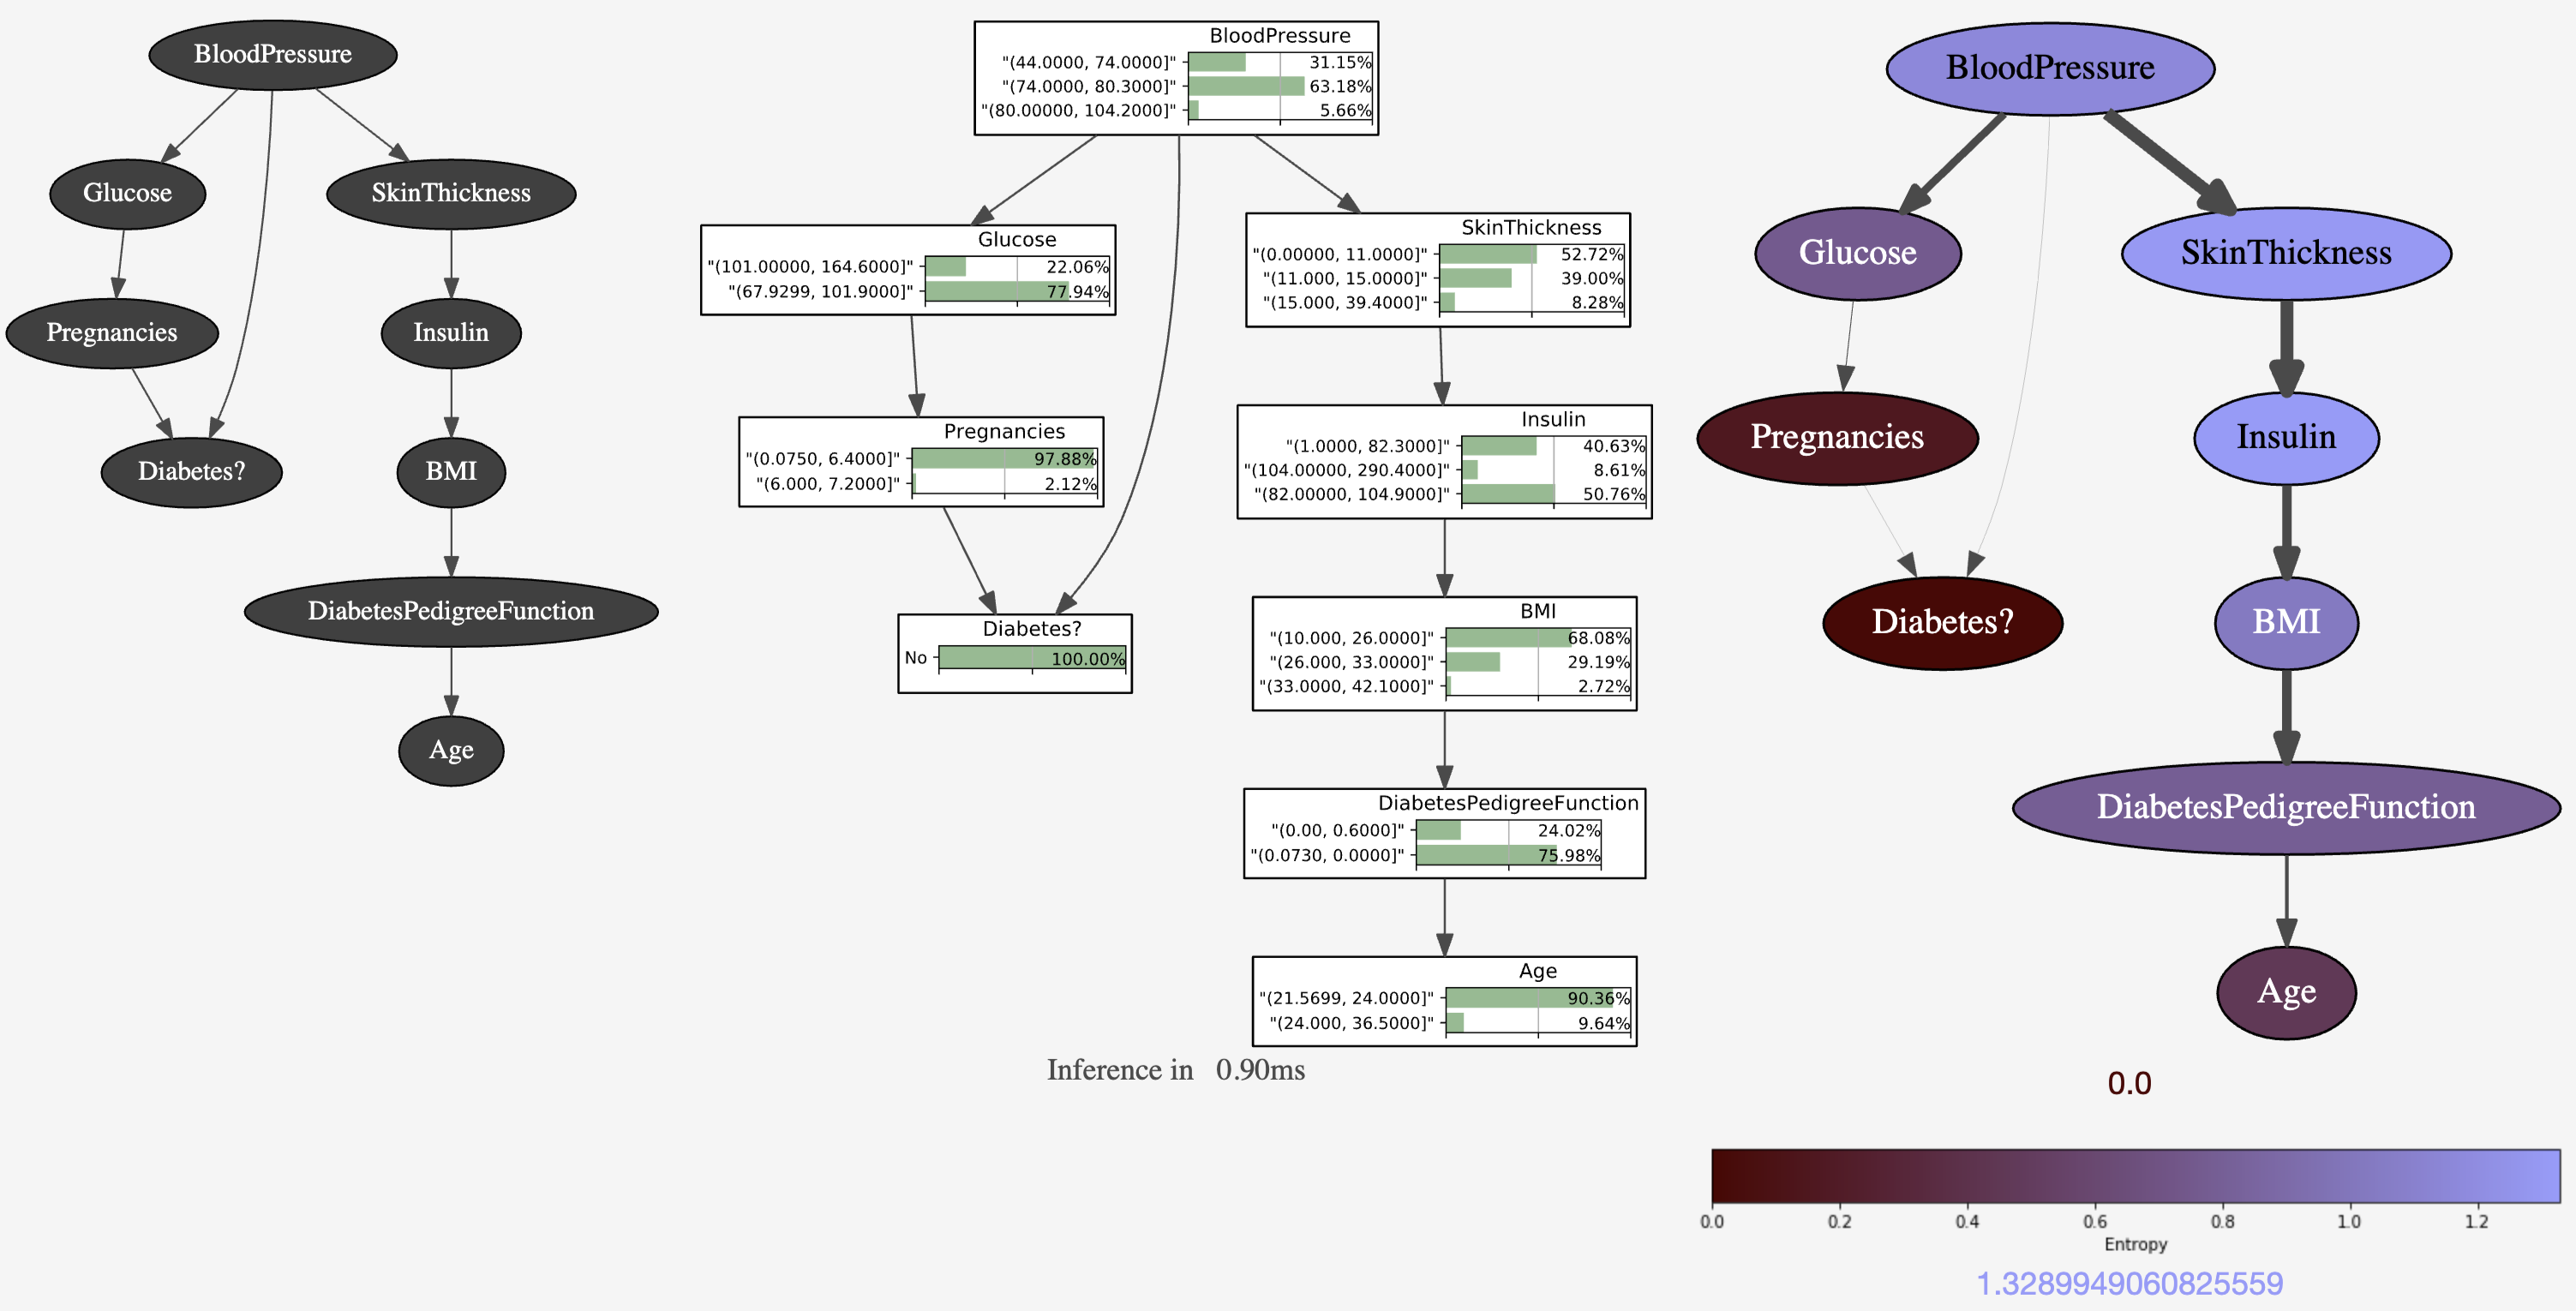 BloodPressure
Glucose
SkinThickness
Pregnancies
Insulin
Diabetes?
BMI
DiabetesPedigreeFunction
Age
BloodPressure
"(44.0000, 74.0000]" 31.15%
"(74.0000, 80.3000]" 63.18%
"(80.00000, 104.2000]" 5.66%
Glucose
"(101.00000, 164.6000]" 22.06%
"(67.9299, 101.9000]" 77.94%
SkinThickness
"(0.00000, 11.0000]" 52.72%
"(11.000, 15.0000]" 39.00%
"(15.000, 39.4000]" 8.28%
Pregnancies
"(0.0750, 6.4000]" 97.88%
"(6.000, 7.2000]" 2.12%
Insulin
"(1.0000, 82.3000]" 40.63%
"(104.00000, 290.4000]" 8.61%
"(82.00000, 104.9000]" 50.76%
Diabetes?
No 100.00%
BMI
"(10.000, 26.0000]" 68.08%
"(26.000, 33.0000]" 29.19%
"(33.0000, 42.1000]" 2.72%
DiabetesPedigreeFunction
"(0.00, 0.6000]" 24.02%
"(0.0730, 0.0000]" 75.98%
Age
"(21.5699, 24.0000]" 90.36%
"(24.000, 36.5000]" 9.64%
Inference in 0.90ms
BloodPressure
Glucose
SkinThickness
Pregnancies
Insulin
Diabetes?
BMI
DiabetesPedigreeFunction
Age
0.0
0.0 0.2 0.4 0.6 0.8 1.0 1.2
Entropy
1.3289949060825559